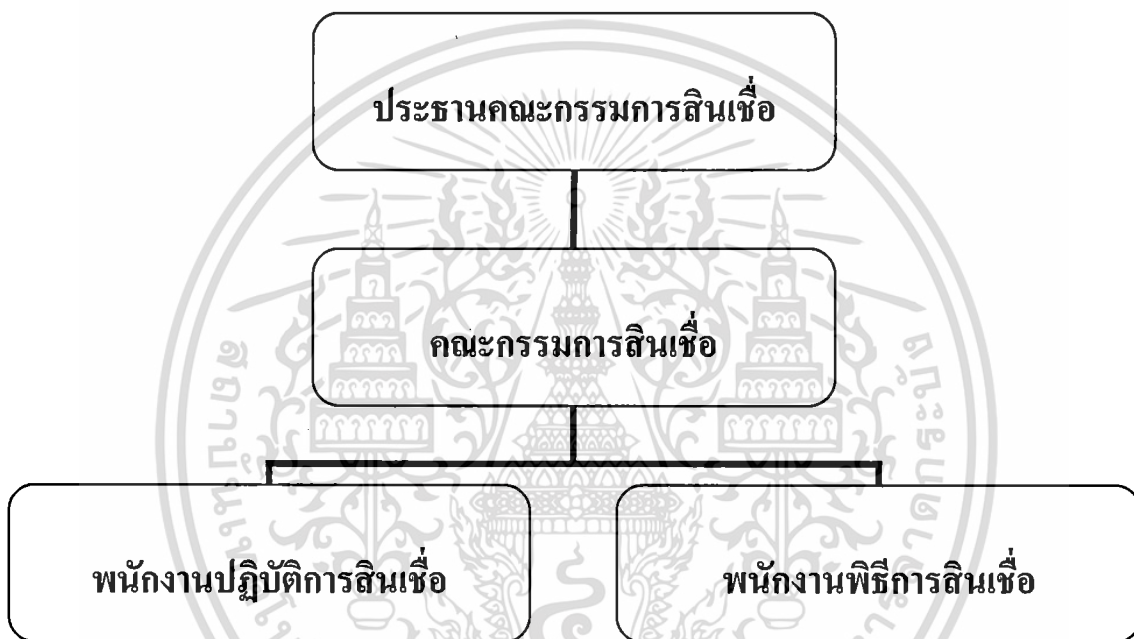 ประธานคณะกรรมการสินเชื่อ
คณะกรรมการสินเชื่อ
พนักงานปฏิบัติการสินเชื่อ
พนักงานพิธีการสินเชื่อ